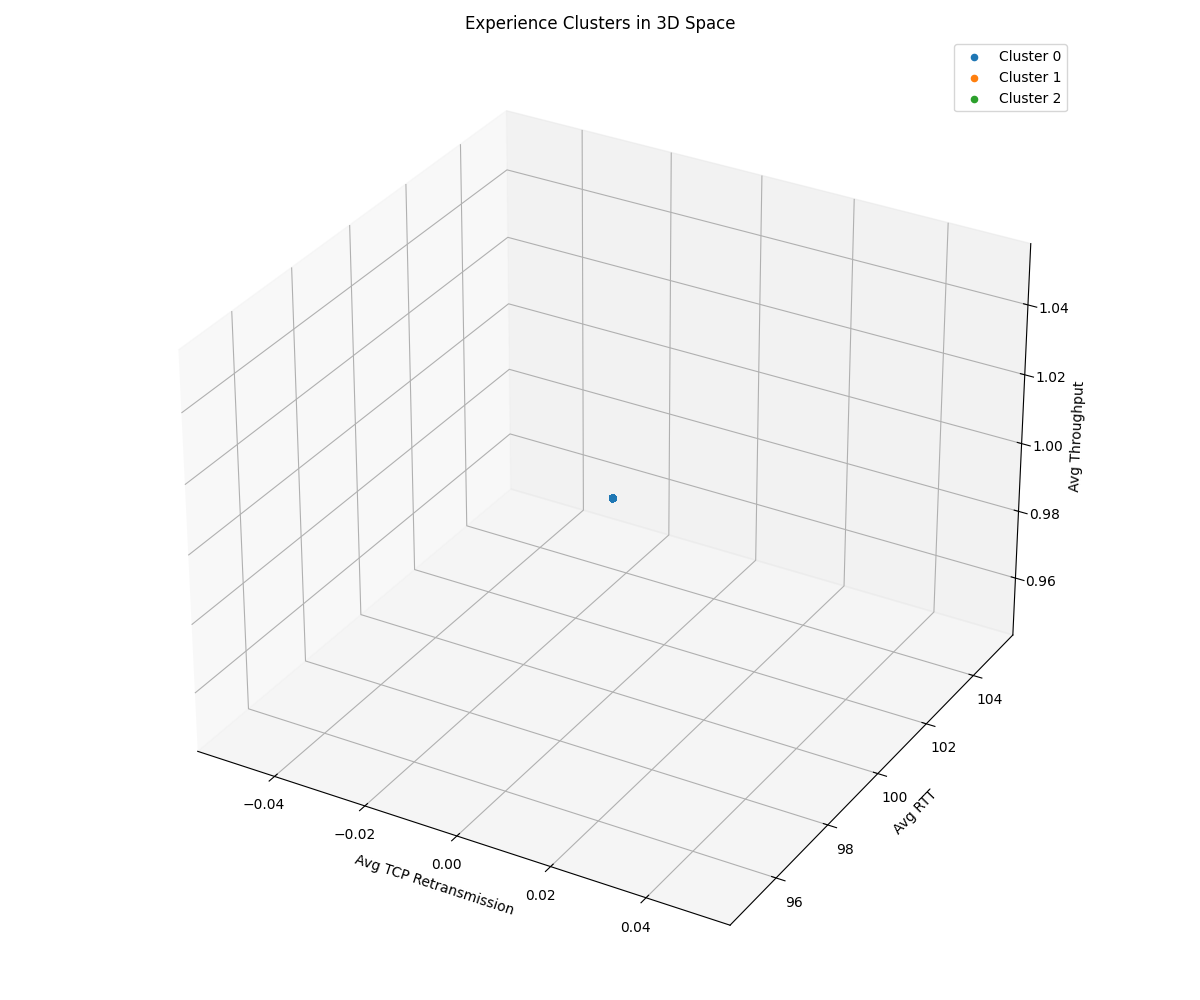 Experience Clusters in 3D Space
Cluster 0
Cluster 1
Cluster 2
1.04
1.02
1.00
0.98
0.96
Avg Throughput
104
102
100
98
96
Avg RTT
−0.04
−0.02
0.00
0.02
0.04
Avg TCP Retransmission